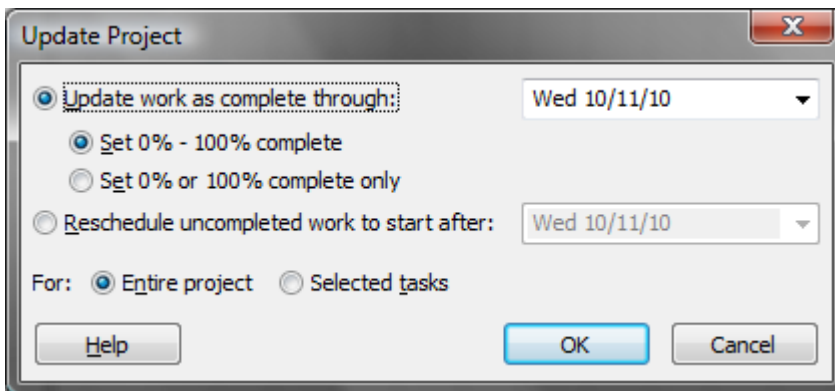 Update Project
Update work as complete through: Wed 10/11/10
Set 0% - 100% complete
Set 0% or 100% complete only
Reschedule uncompleted work to start after: Wed 10/11/10
For: Entire project Selected tasks
Help OK Cancel